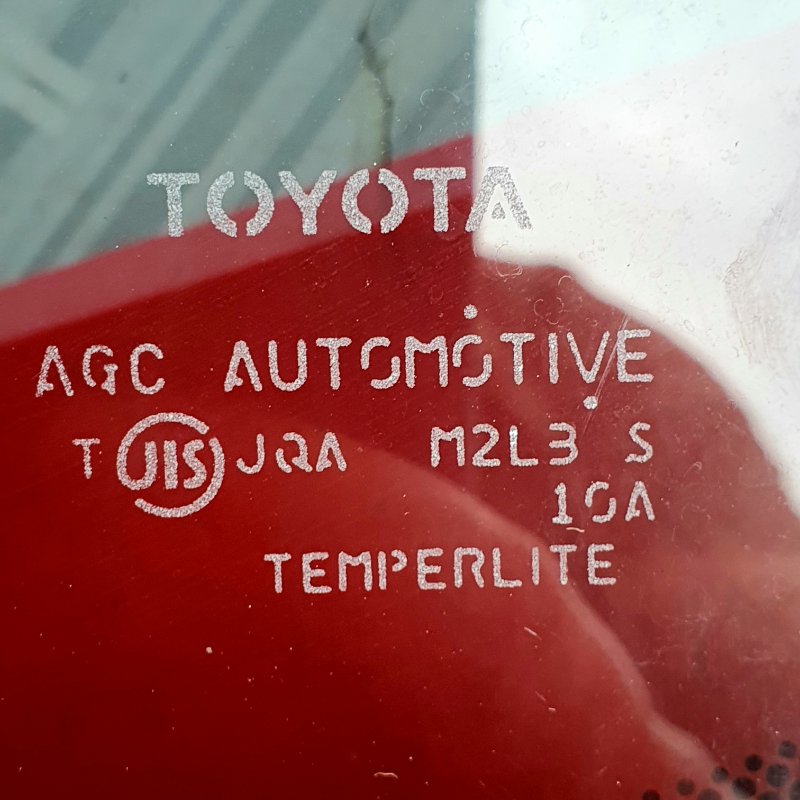 TOYOTA
AGC AUTOMOTIVE
T JIS JQA M2L3 S
10A
TEMPERLITE